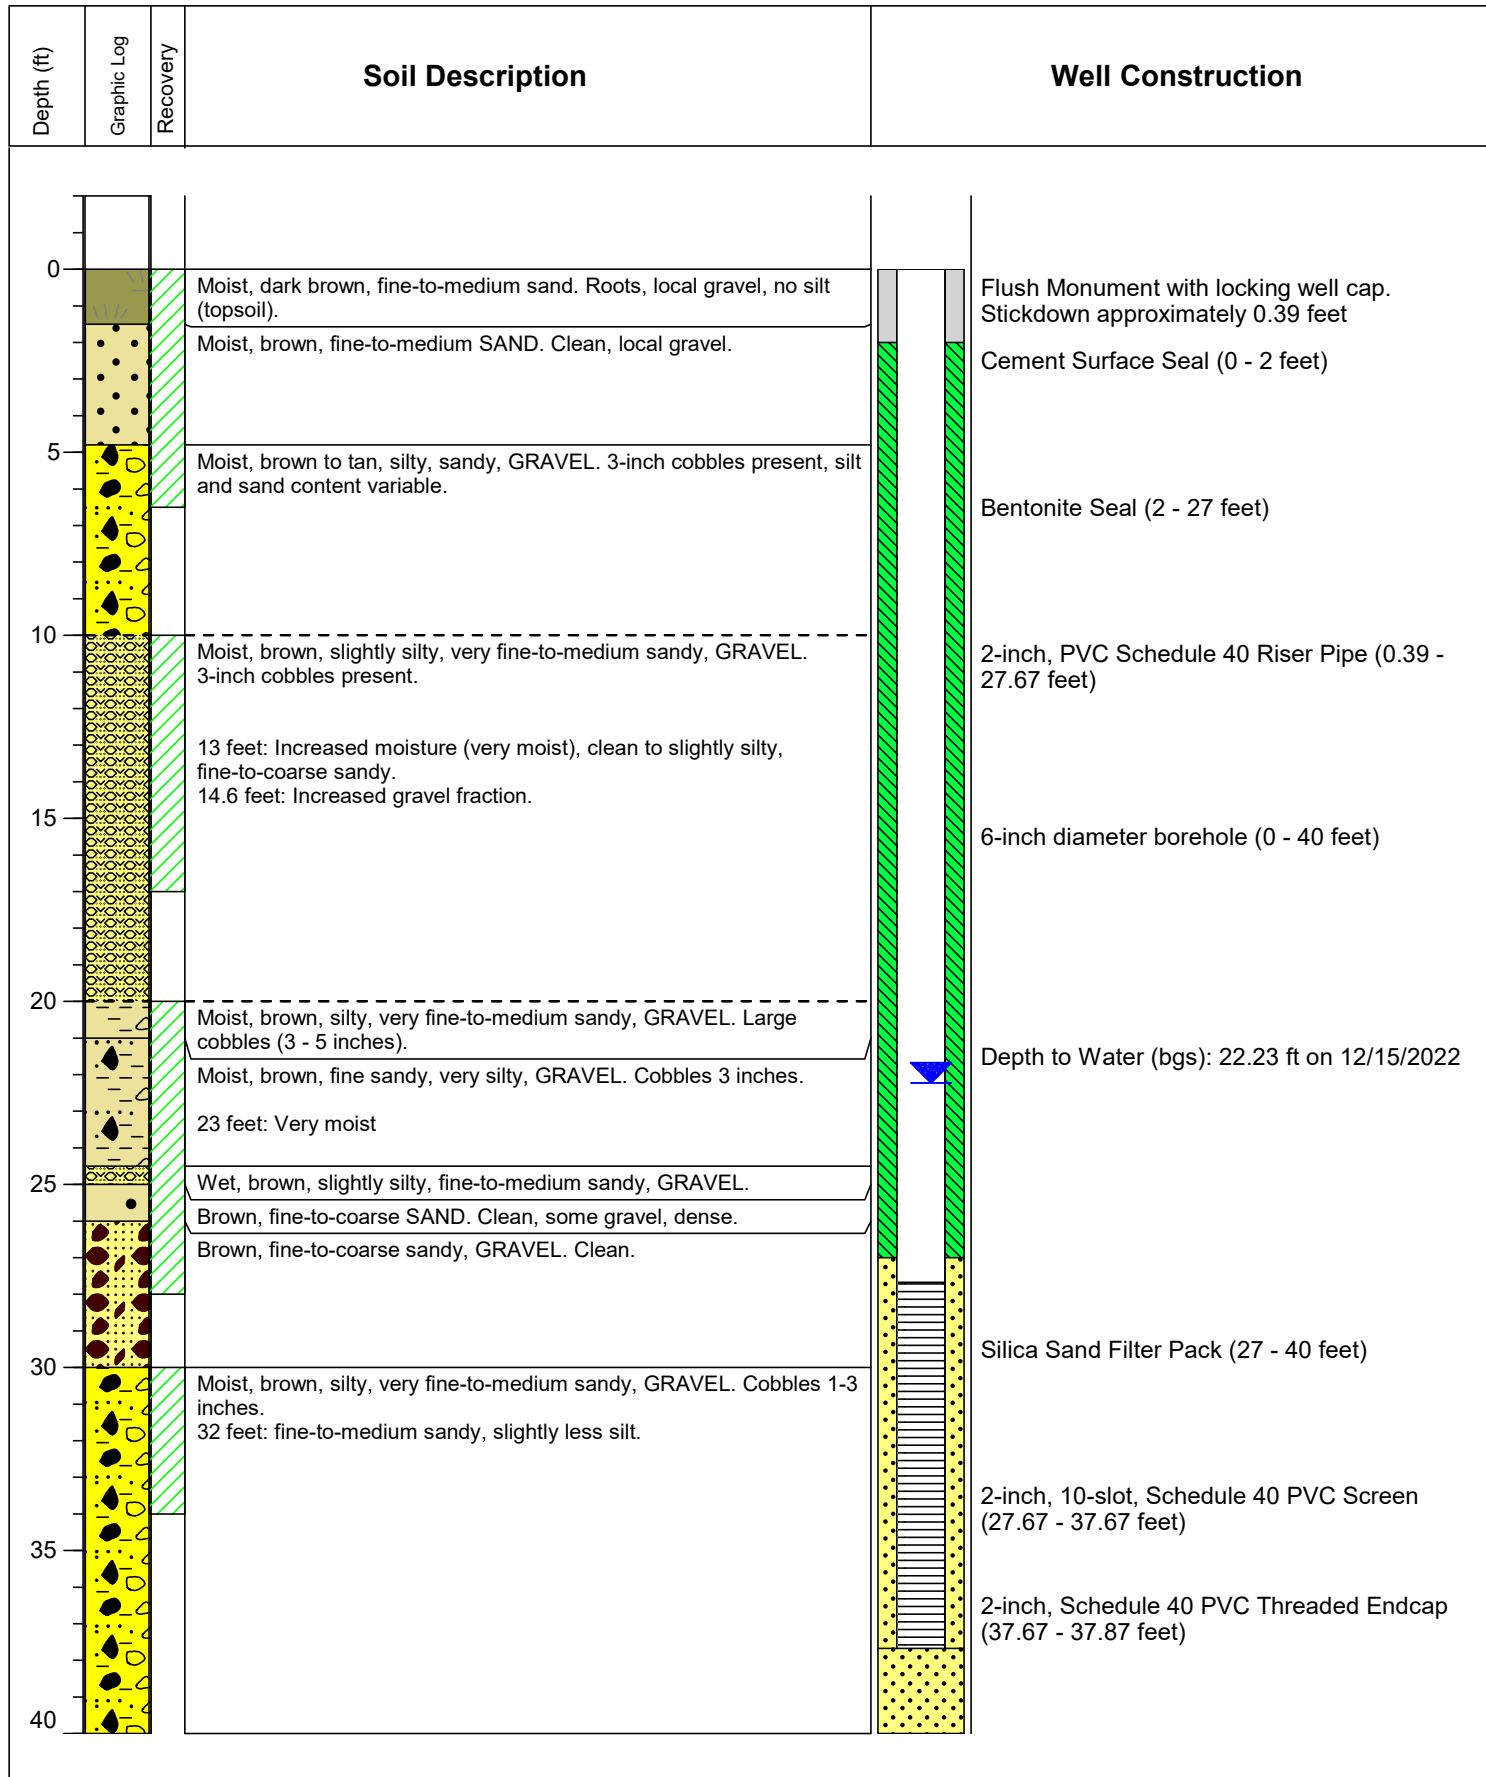 Depth (ft)
Graphic Log
Recovery
Soil Description
Well Construction
0
5
10
15
20
25
30
35
40
Moist, dark brown, fine-to-medium sand. Roots, local gravel, no silt
(topsoil).
Moist, brown, fine-to-medium SAND. Clean, local gravel.
Moist, brown to tan, silty, sandy, GRAVEL. 3-inch cobbles present, silt
and sand content variable.
Moist, brown, slightly silty, very fine-to-medium sandy, GRAVEL.
3-inch cobbles present.
13 feet: Increased moisture (very moist), clean to slightly silty,
fine-to-coarse sandy.
14.6 feet: Increased gravel fraction.
Moist, brown, silty, very fine-to-medium sandy, GRAVEL. Large
cobbles (3 - 5 inches).
Moist, brown, fine sandy, very silty, GRAVEL. Cobbles 3 inches.
23 feet: Very moist
Wet, brown, slightly silty, fine-to-medium sandy, GRAVEL.
Brown, fine-to-coarse SAND. Clean, some gravel, dense.
Brown, fine-to-coarse sandy, GRAVEL. Clean.
Moist, brown, silty, very fine-to-medium sandy, GRAVEL. Cobbles 1-3
inches.
32 feet: fine-to-medium sandy, slightly less silt.
Flush Monument with locking well cap.
Stickdown approximately 0.39 feet
Cement Surface Seal (0 - 2 feet)
Bentonite Seal (2 - 27 feet)
2-inch, PVC Schedule 40 Riser Pipe (0.39 -
27.67 feet)
6-inch diameter borehole (0 - 40 feet)
Depth to Water (bgs): 22.23 ft on 12/15/2022
Silica Sand Filter Pack (27 - 40 feet)
2-inch, 10-slot, Schedule 40 PVC Screen
(27.67 - 37.67 feet)
2-inch, Schedule 40 PVC Threaded Endcap
(37.67 - 37.87 feet)